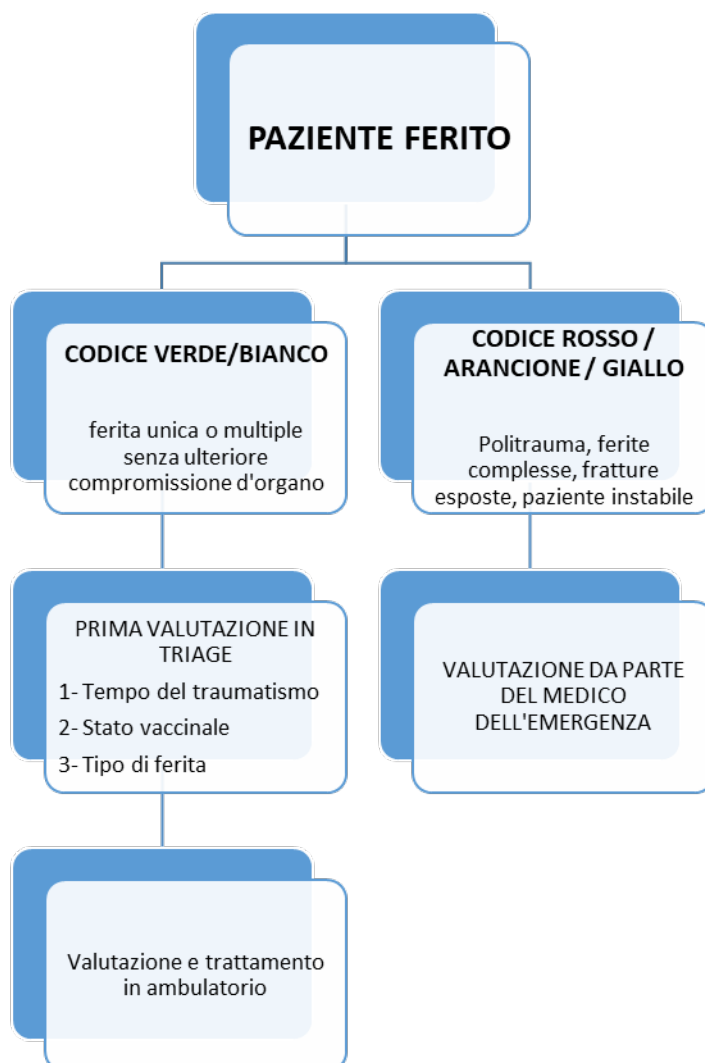 PAZIENTE FERITO
CODICE VERDE/BIANCO
ferita unica o multiple
senza ulteriore
compromissione d'organo
CODICE ROSSO /
ARANCIONE / GIALLO
Politrauma, ferite
complesse, fratture
esposte, paziente instabile
PRIMA VALUTAZIONE IN
TRIAGE
1- Tempo del traumatismo
2- Stato vaccinale
3- Tipo di ferita
VALUTAZIONE DA PARTE
DEL MEDICO
DELL'EMERGENZA
Valutazione e trattamento
in ambulatorio